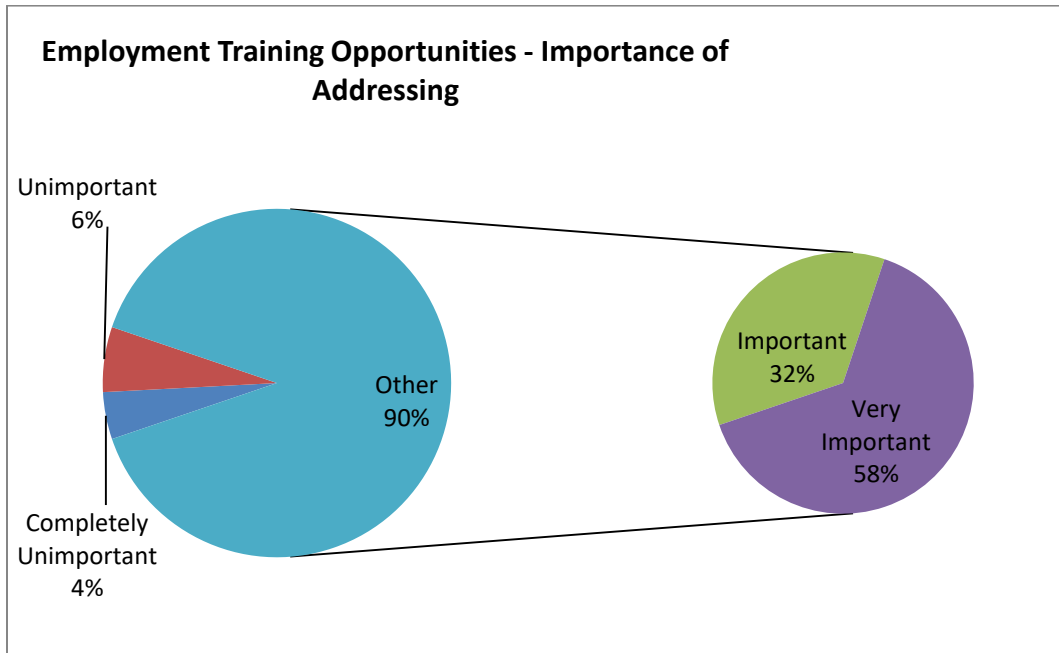 Employment Training Opportunities - Importance of
Addressing
Unimportant
6%
Other
90%
Completely
Unimportant
4%
Important
32%
Very
Important
58%